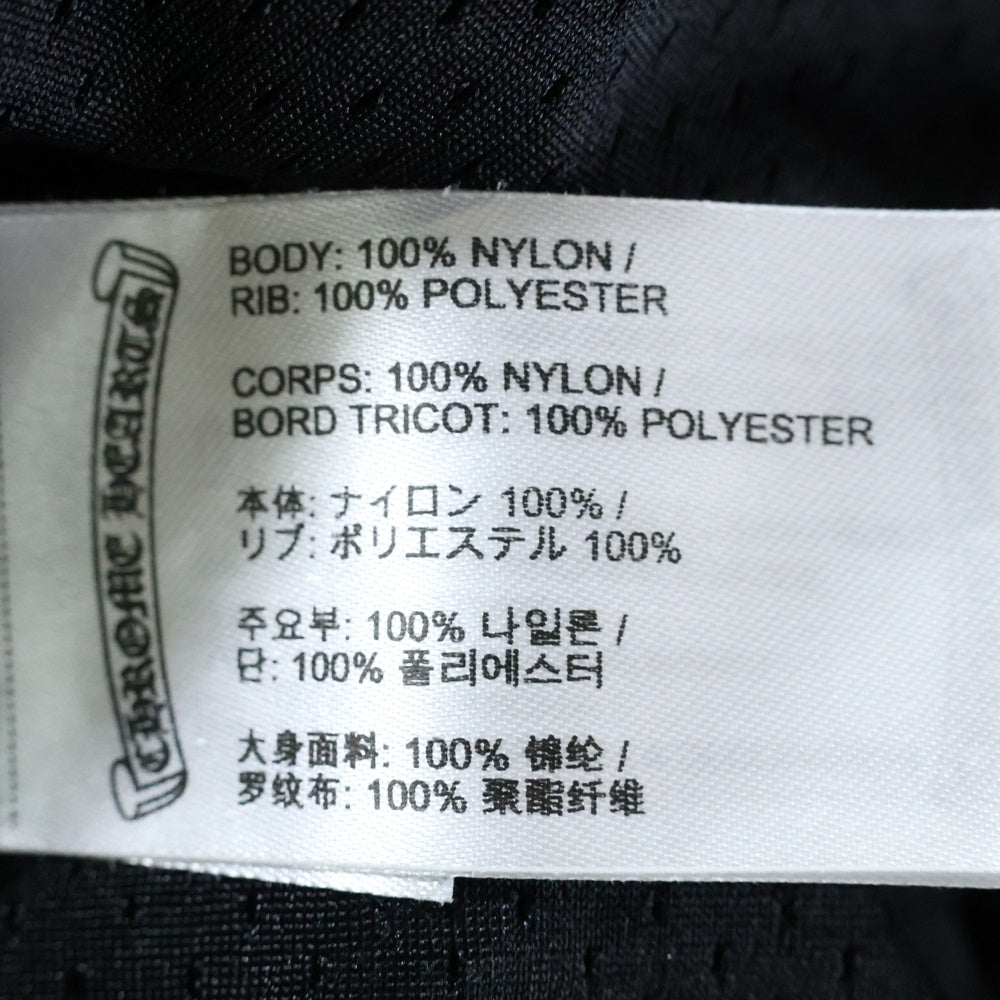 CHROME HEARTS
BODY: 100% NYLON /
RIB: 100% POLYESTER
CORPS: 100% NYLON /
BORD TRICOT: 100% POLYESTER
本体: ナイロン 100% /
リブ: ポリエステル 100%
주요부: 100% 나일론 /
단: 100% 폴리에스터
大身面料: 100% 锦纶 /
罗纹布: 100% 聚酯纤维